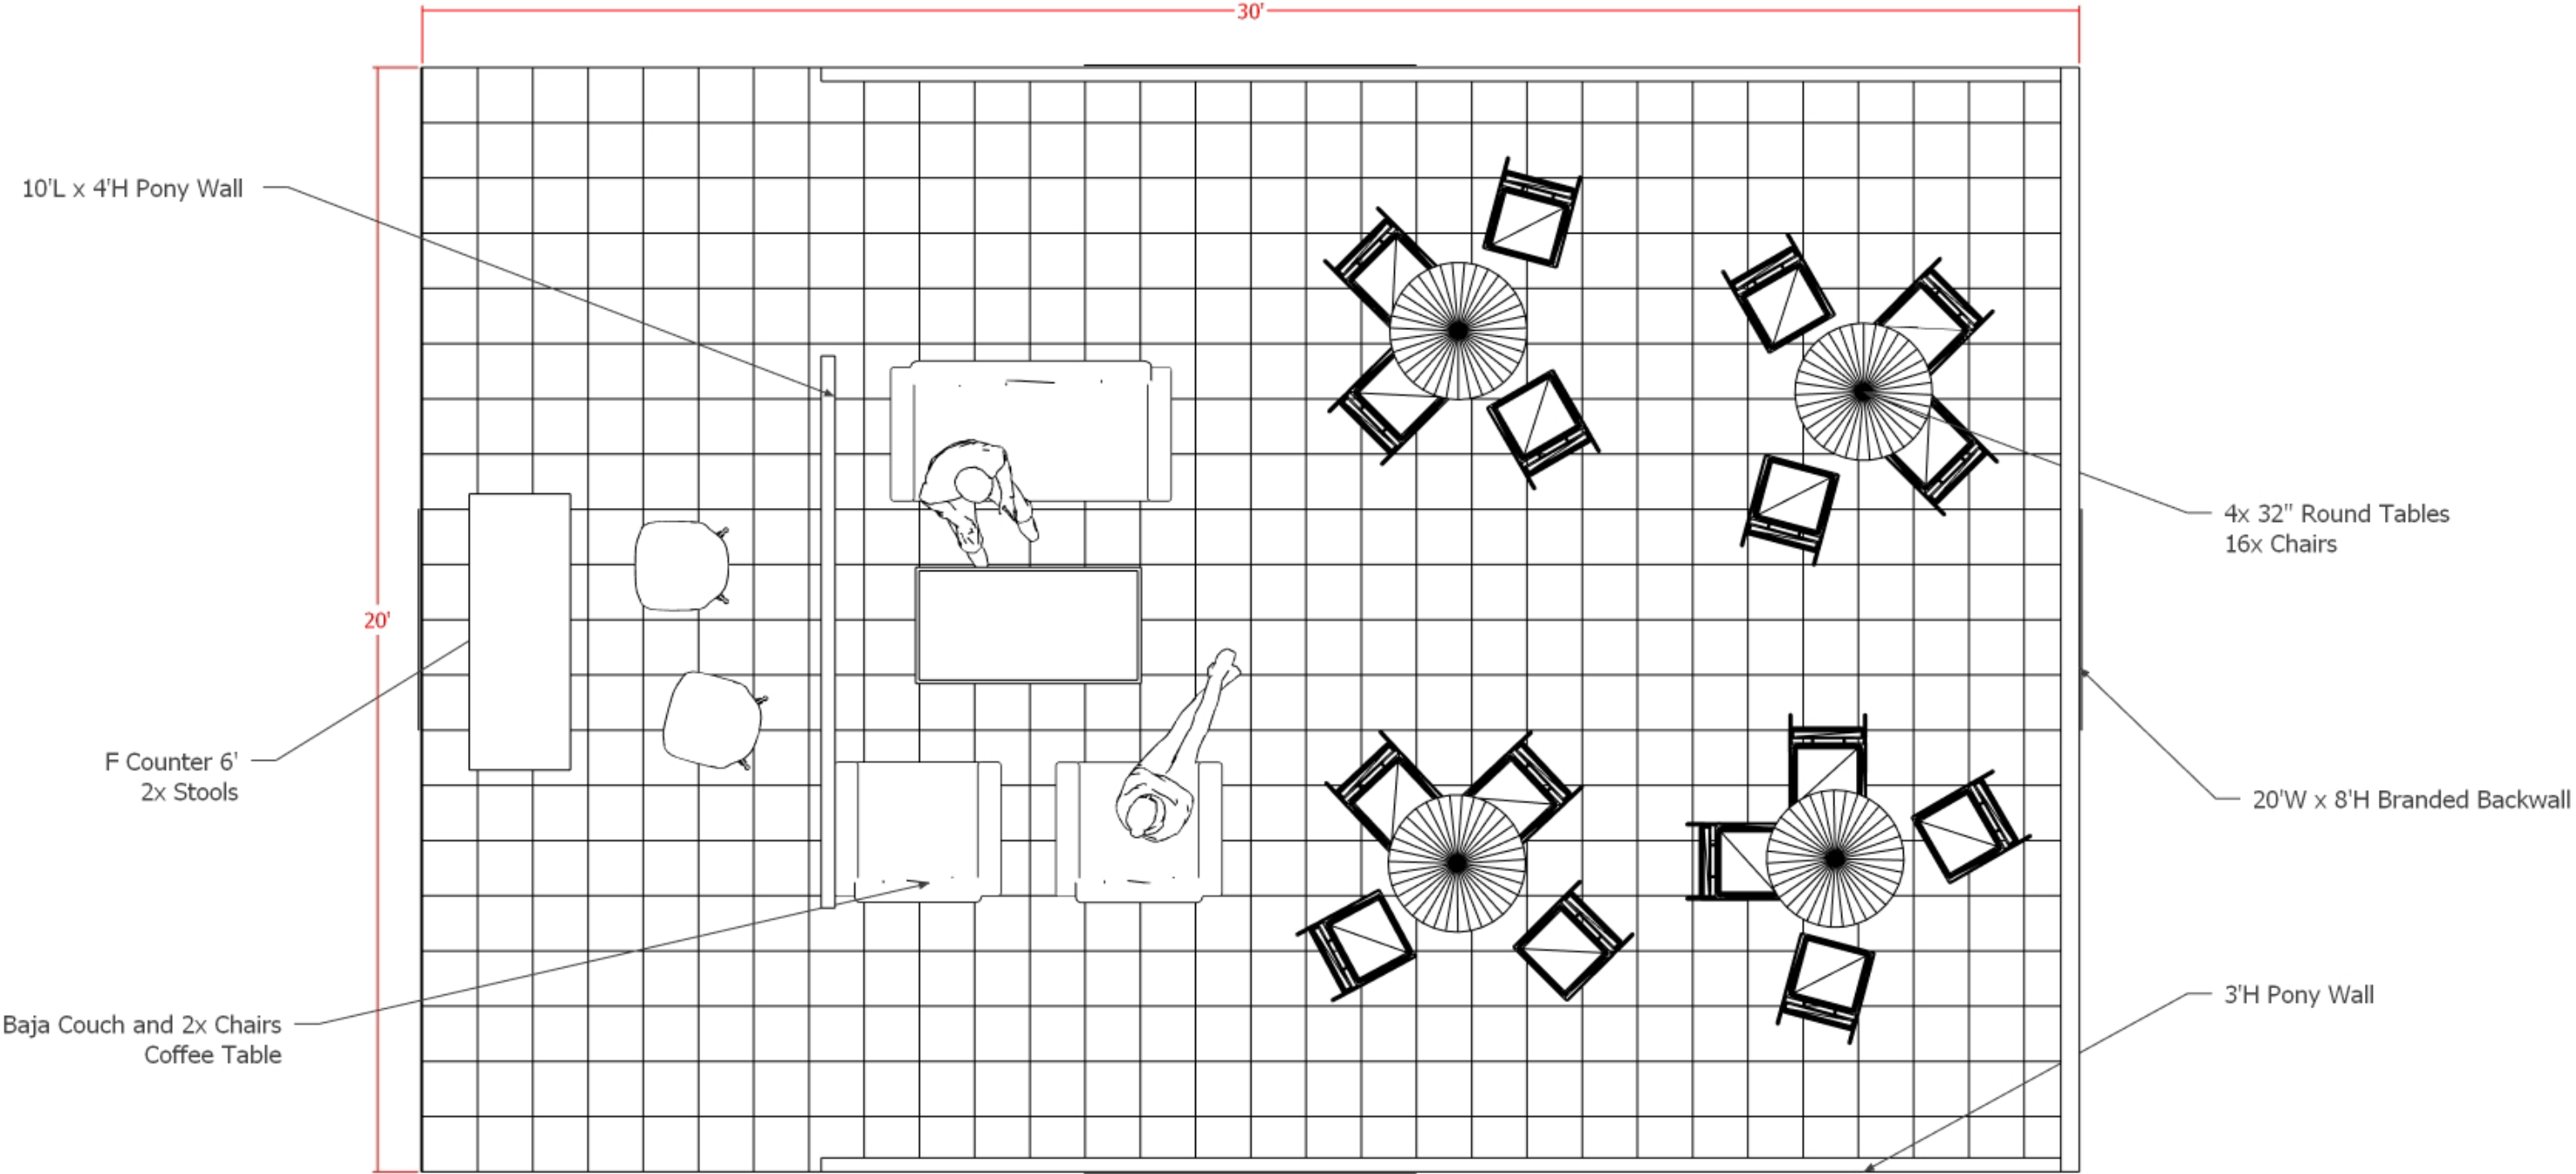 30'
10'L x 4'H Pony Wall
4x 32" Round Tables
16x Chairs
20'
F Counter 6'
2x Stools
20'W x 8'H Branded Backwall
3'H Pony Wall
Baja Couch and 2x Chairs
Coffee Table